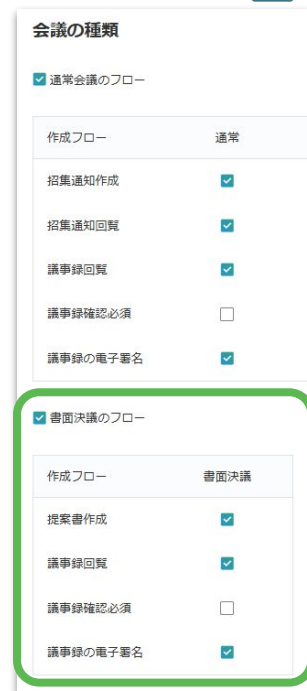 会議の種類
通常会議のフロー
作成フロー 通常
招集通知作成
招集通知回覧
議事録回覧
議事録確認必須
議事録の電子署名
書面決議のフロー
作成フロー 書面決議
提案書作成
議事録回覧
議事録確認必須
議事録の電子署名